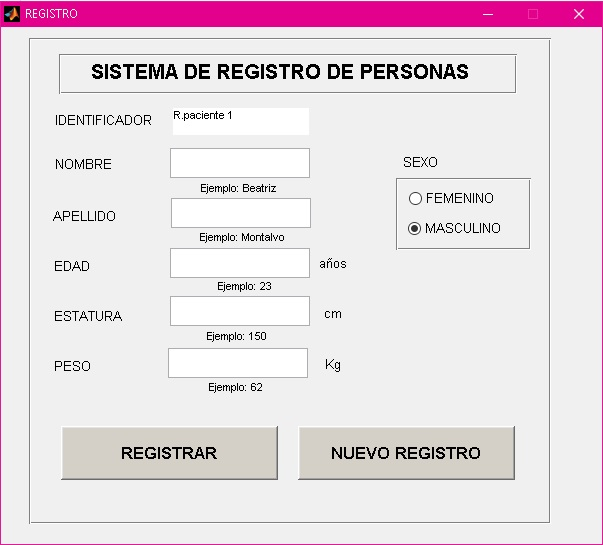 REGISTRO
SISTEMA DE REGISTRO DE PERSONAS
IDENTIFICADOR R.paciente 1
NOMBRE
Ejemplo: Beatriz
SEXO
FEMENINO
MASCULINO
APELLIDO
Ejemplo: Montalvo
EDAD años
Ejemplo: 23
ESTATURA cm
Ejemplo: 150
PESO Kg
Ejemplo: 62
REGISTRAR NUEVO REGISTRO